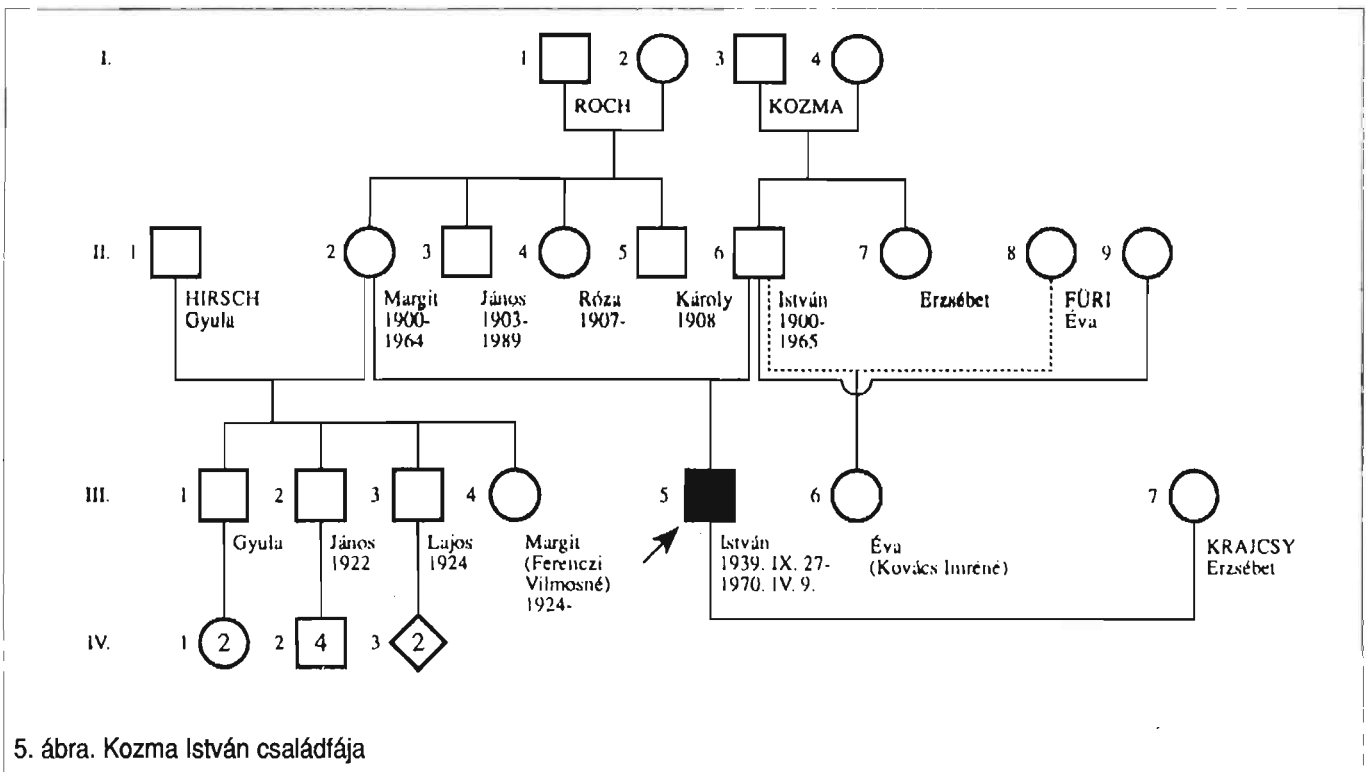 I. 1 2 3 4
ROCH KOZMA
II. 1 2 3 4 5 6 7 8 9
HIRSCH Margit János Róza Károly István Erzsébet FÜRI
Gyula 1900- 1903- 1907- 1908 1900- Éva
1964 1989 1965
III. 1 2 3 4 5 6 7
Gyula János Lajos Margit István Éva KRAJCSY
1922 1924 (Ferenczi 1939. IX. 27- (Kovács Imréné) Erzsébet
Vilmosné) 1970. IV. 9.
1924-
IV. 1 2 2 4 3 2
5. ábra. Kozma István családfája